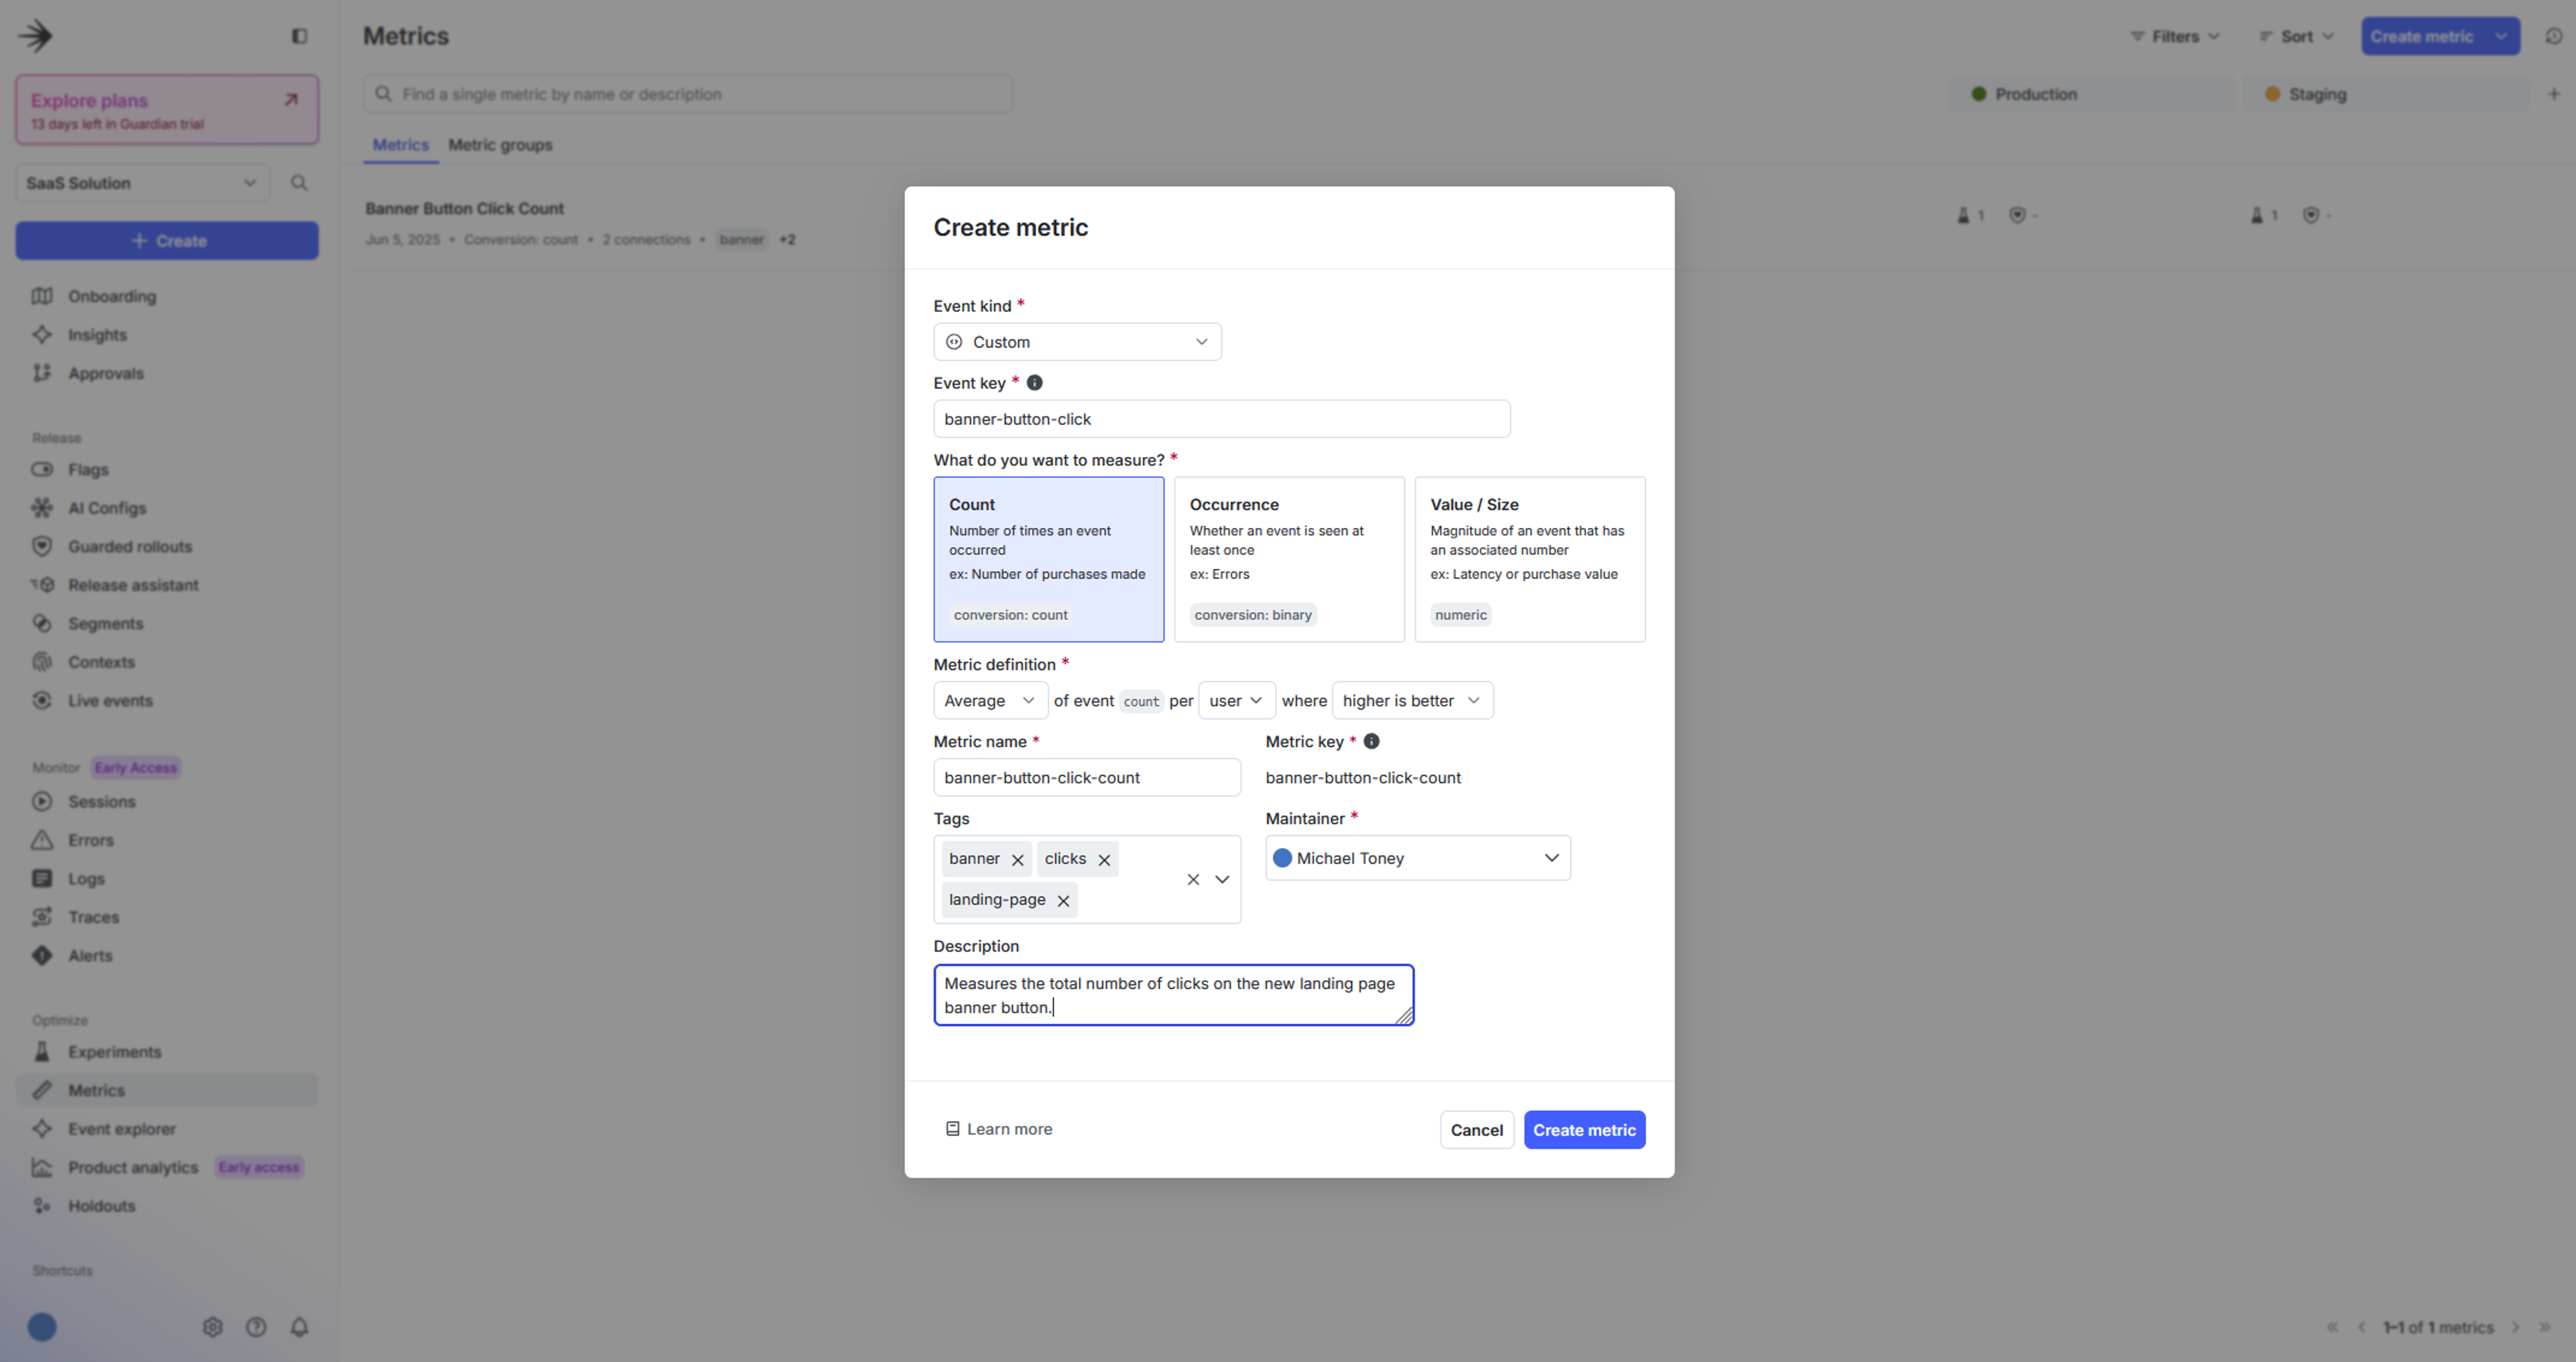 Explore plans
13 days left in Guardian trial
SaaS Solution
Create
Onboarding
Insights
Approvals
Release
Flags
AI Configs
Guarded rollouts
Release assistant
Segments
Contexts
Live events
Monitor Early Access
Sessions
Errors
Logs
Traces
Alerts
Optimize
Experiments
Metrics
Event explorer
Product analytics Early access
Holdouts
Shortcuts
Metrics
Filters Sort Create metric
Find a single metric by name or description
Production Staging +
Metrics Metric groups
Banner Button Click Count
Jun 5, 2025 • Conversion: count • 2 connections • banner +2
1 - 1 -
Create metric
Event kind *
Custom
Event key *
banner-button-click
What do you want to measure? *
Count
Number of times an event
occurred
ex: Number of purchases made
conversion: count
Occurrence
Whether an event is seen at
least once
ex: Errors
conversion: binary
Value / Size
Magnitude of an event that has
an associated number
ex: Latency or purchase value
numeric
Metric definition *
Average of event count per user where higher is better
Metric name *
banner-button-click-count
Metric key *
banner-button-click-count
Tags
banner clicks
landing-page
Maintainer *
Michael Toney
Description
Measures the total number of clicks on the new landing page
banner button.
Learn more
Cancel Create metric
1–1 of 1 metrics